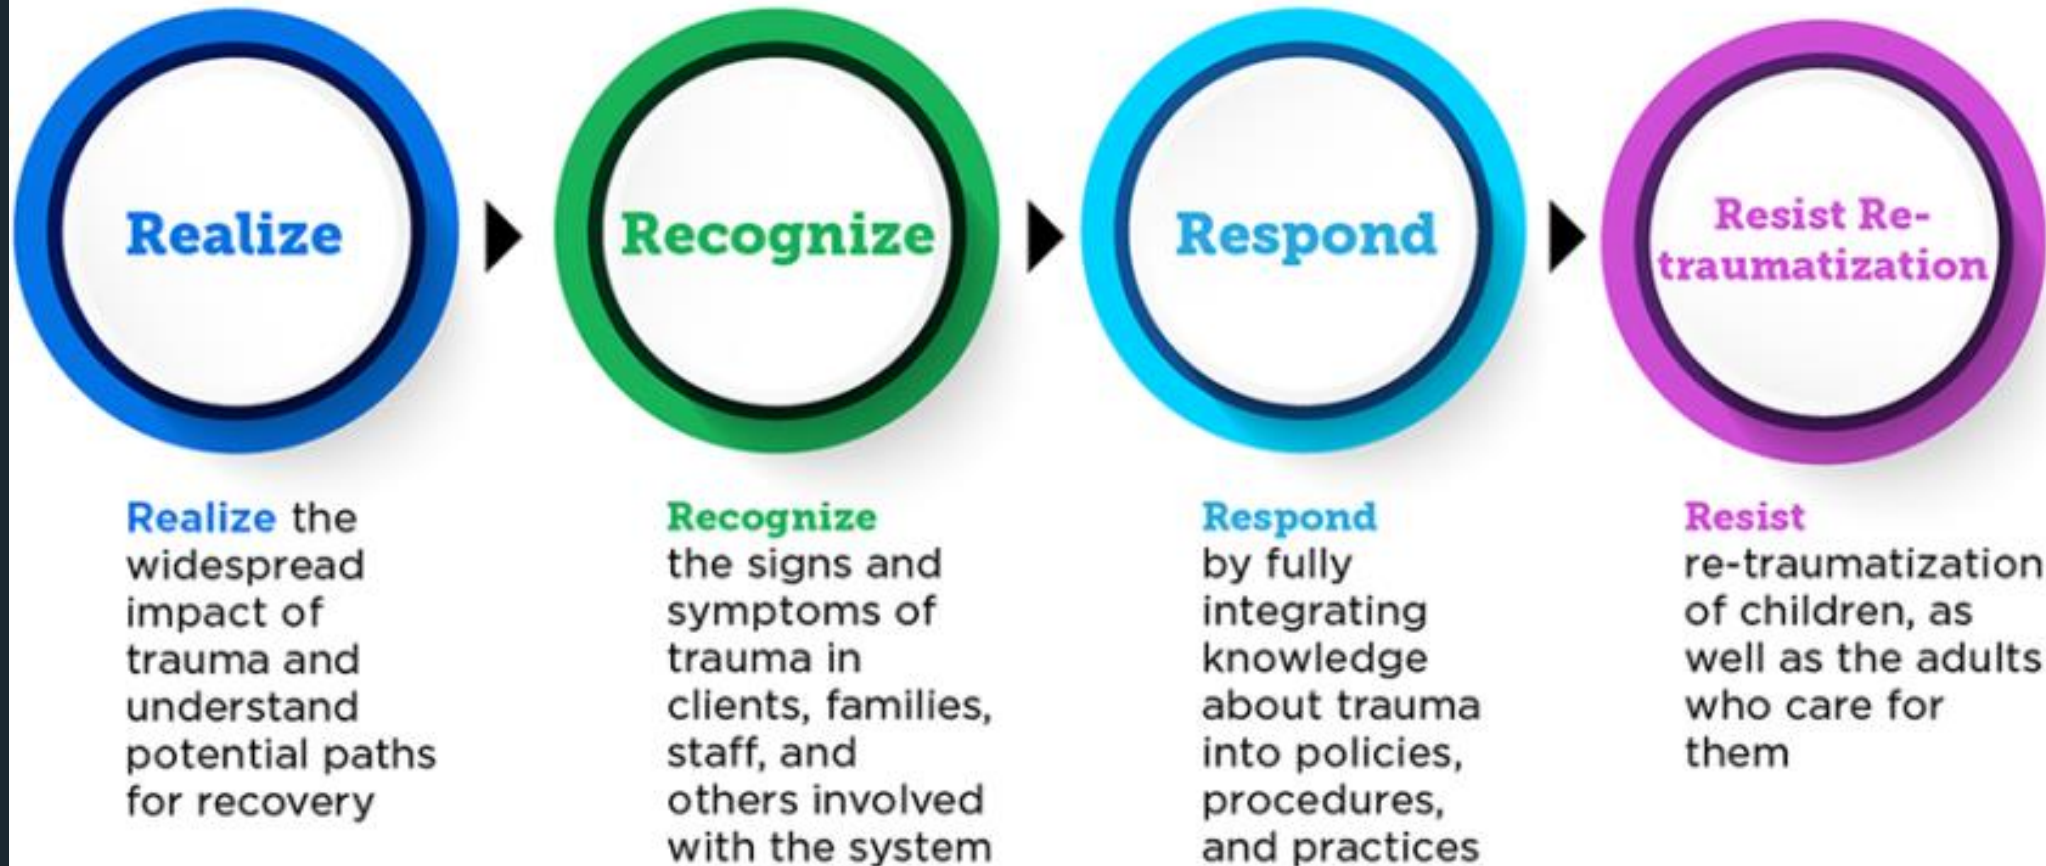 Realize
Recognize
Respond
Resist Re-
traumatization
Realize the
widespread
impact of
trauma and
understand
potential paths
for recovery
Recognize
the signs and
symptoms of
trauma in
clients, families,
staff, and
others involved
with the system
Respond
by fully
integrating
knowledge
about trauma
into policies,
procedures,
and practices
Resist
re-traumatization
of children, as
well as the adults
who care for
them